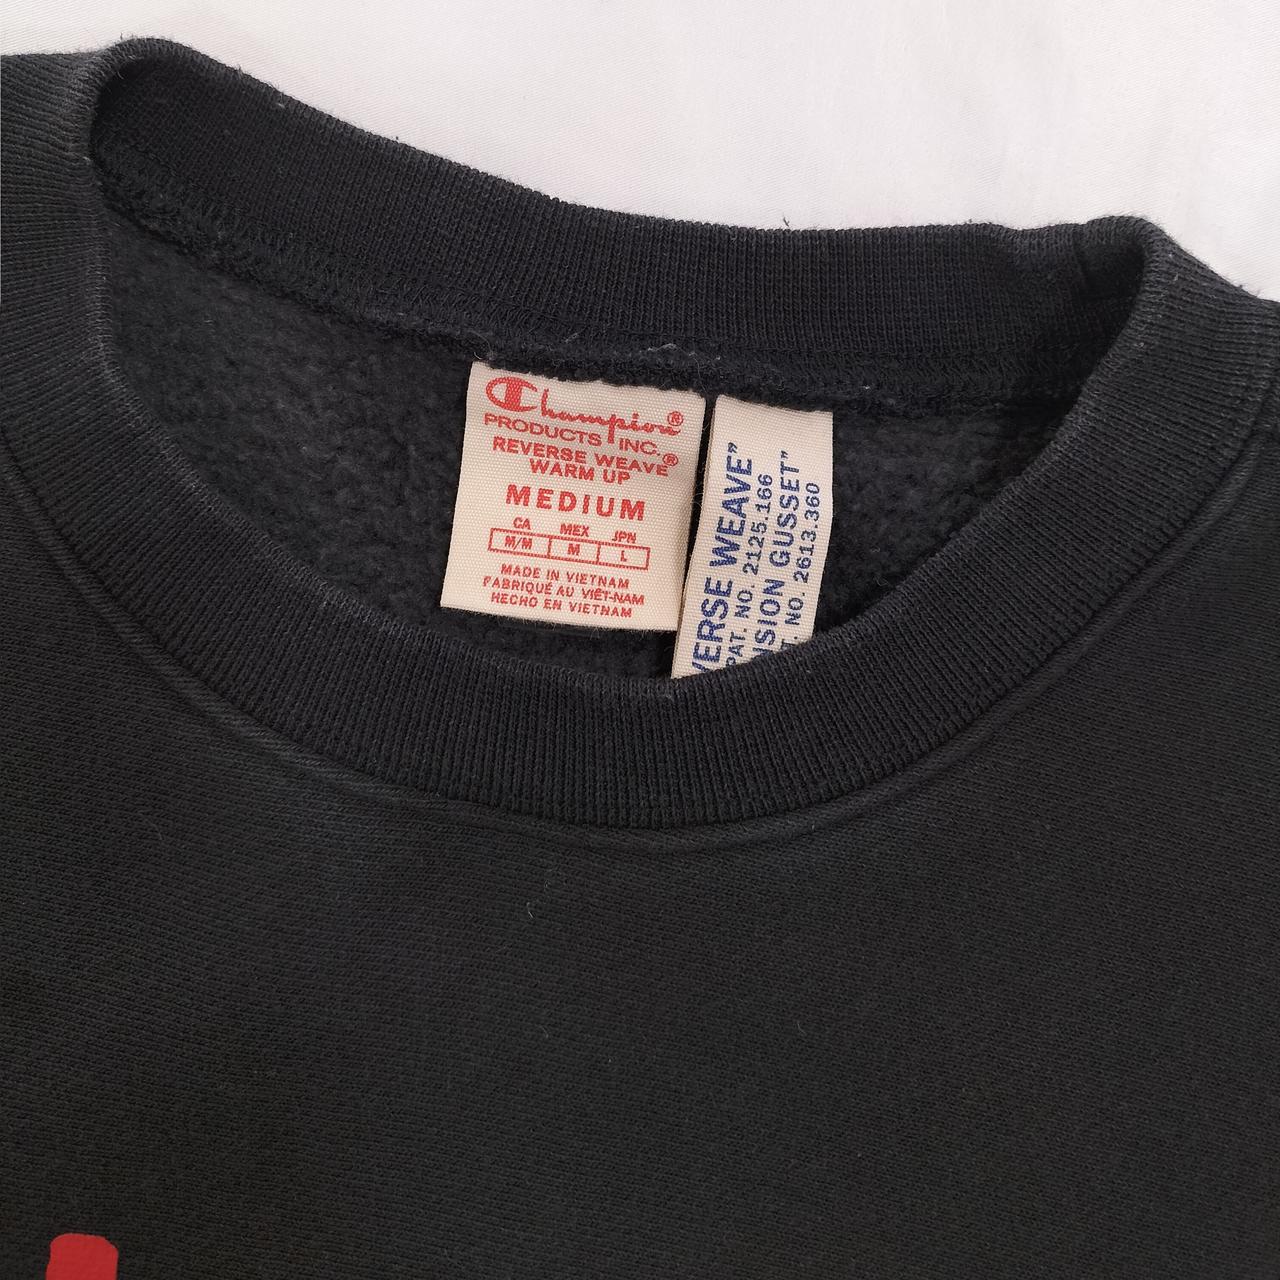 Champion®
PRODUCTS INC.
REVERSE WEAVE®
WARM UP
MEDIUM
CA MEX JPN
M/M M L
MADE IN VIETNAM
FABRIQUÉ AU VIÊT-NAM
HECHO EN VIETNAM
VERSE WEAVE"
PAT. NO. 2125.166
NSION GUSSET"
T. NO. 2613.360